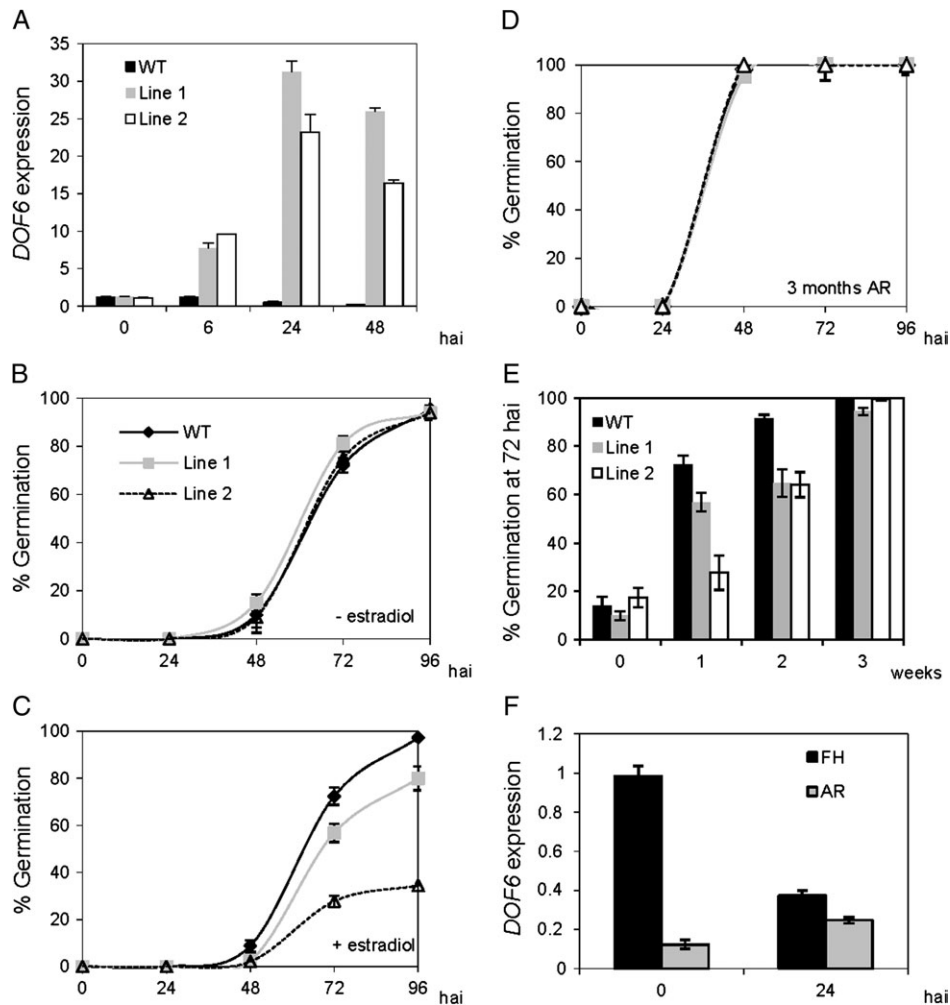 A
35
30
25
20
15
10
5
0
DOF6 expression
WT
Line 1
Line 2
0 6 24 48
hai
D
100
80
60
40
20
0
% Germination
3 months AR
0 24 48 72 96 hai
B
100
80
60
40
20
0
% Germination
WT
Line 1
Line 2
- estradiol
0 24 48 72 96
hai
E
100
80
60
40
20
0
% Germination at 72 hai
WT
Line 1
Line 2
0 1 2 3 weeks
C
100
80
60
40
20
0
% Germination
+ estradiol
0 24 48 72 96
hai
F
1.2
1
0.8
0.6
0.4
0.2
0
DOF6 expression
FH
AR
0 24 hai